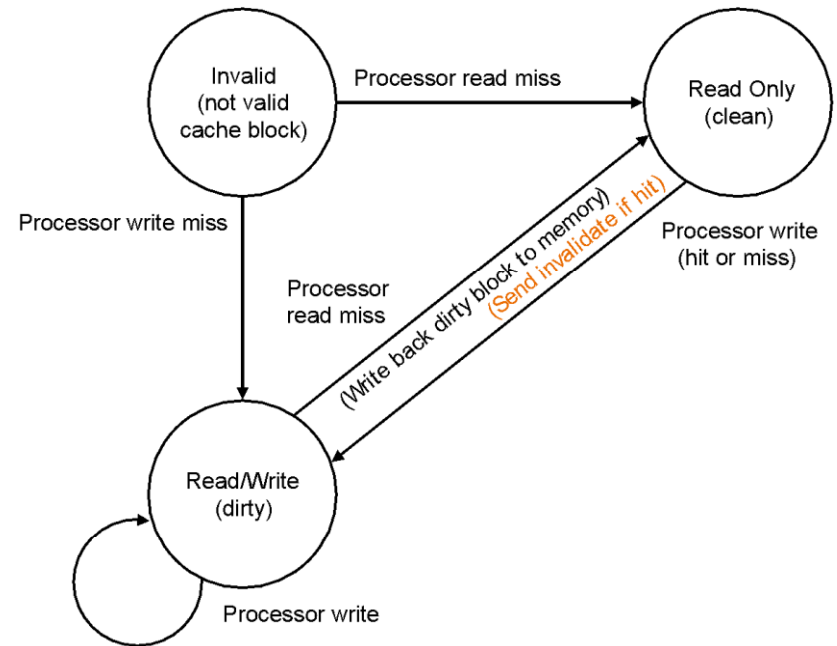 Invalid
(not valid
cache block)
Processor read miss
Read Only
(clean)
Processor write miss
Processor
read miss
(Write back dirty block to memory)
(Send invalidate if hit)
Processor write
(hit or miss)
Read/Write
(dirty)
Processor write